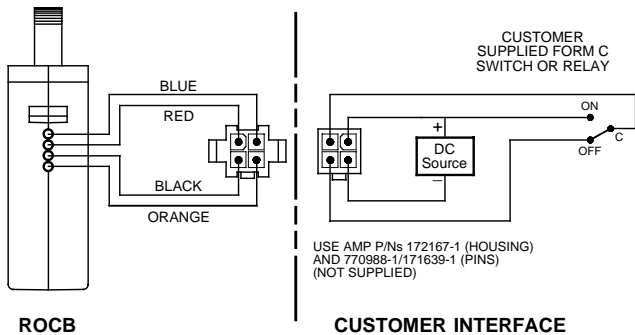 CUSTOMER
SUPPLIED FORM C
SWITCH OR RELAY
BLUE
RED
BLACK
ORANGE
+
DC
Source
–
ON
C
OFF
USE AMP P/Ns 172167-1 (HOUSING)
AND 770988-1/171639-1 (PINS)
(NOT SUPPLIED)
ROCB
CUSTOMER INTERFACE